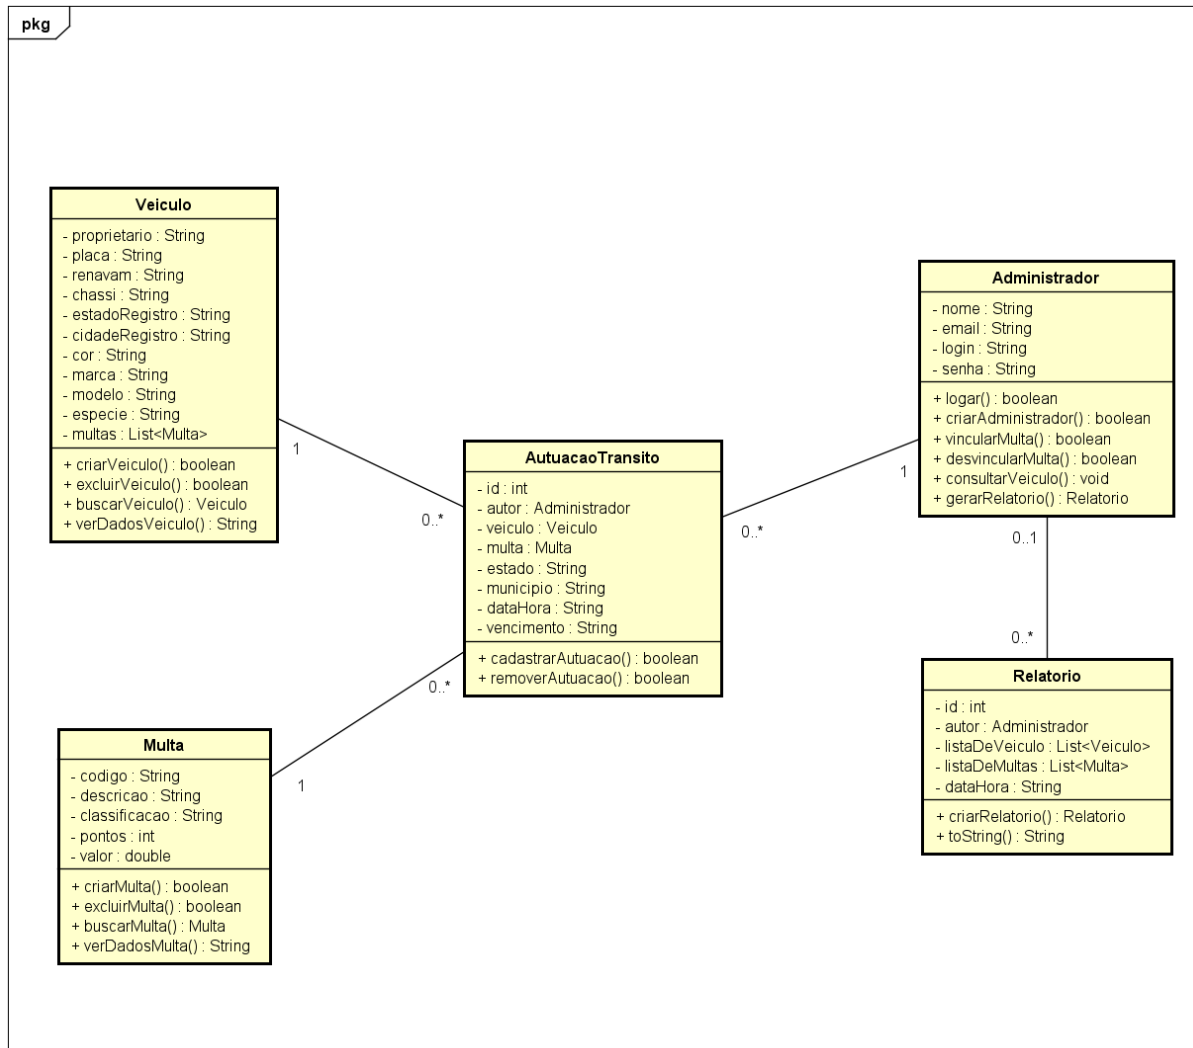 pkg
Veiculo
- proprietario : String
- placa : String
- renavam : String
- chassi : String
- estadoRegistro : String
- cidadeRegistro : String
- cor : String
- marca : String
- modelo : String
- especie : String
- multas : List<Multa>
+ criarVeiculo() : boolean
+ excluirVeiculo() : boolean
+ buscarVeiculo() : Veiculo
+ verDadosVeiculo() : String
1
0..*
AutuacaoTransito
- id : int
- autor : Administrador
- veiculo : Veiculo
- multa : Multa
- estado : String
- municipio : String
- dataHora : String
- vencimento : String
+ cadastrarAutuacao() : boolean
+ removerAutuacao() : boolean
0..*
1
Administrador
- nome : String
- email : String
- login : String
- senha : String
+ logar() : boolean
+ criarAdministrador() : boolean
+ vincularMulta() : boolean
+ desvincularMulta() : boolean
+ consultarVeiculo() : void
+ gerarRelatorio() : Relatorio
0..1
0..*
Relatorio
- id : int
- autor : Administrador
- listaDeVeiculo : List<Veiculo>
- listaDeMultas : List<Multa>
- dataHora : String
+ criarRelatorio() : Relatorio
+ toString() : String
0..*
1
Multa
- codigo : String
- descricao : String
- classificacao : String
- pontos : int
- valor : double
+ criarMulta() : boolean
+ excluirMulta() : boolean
+ buscarMulta() : Multa
+ verDadosMulta() : String